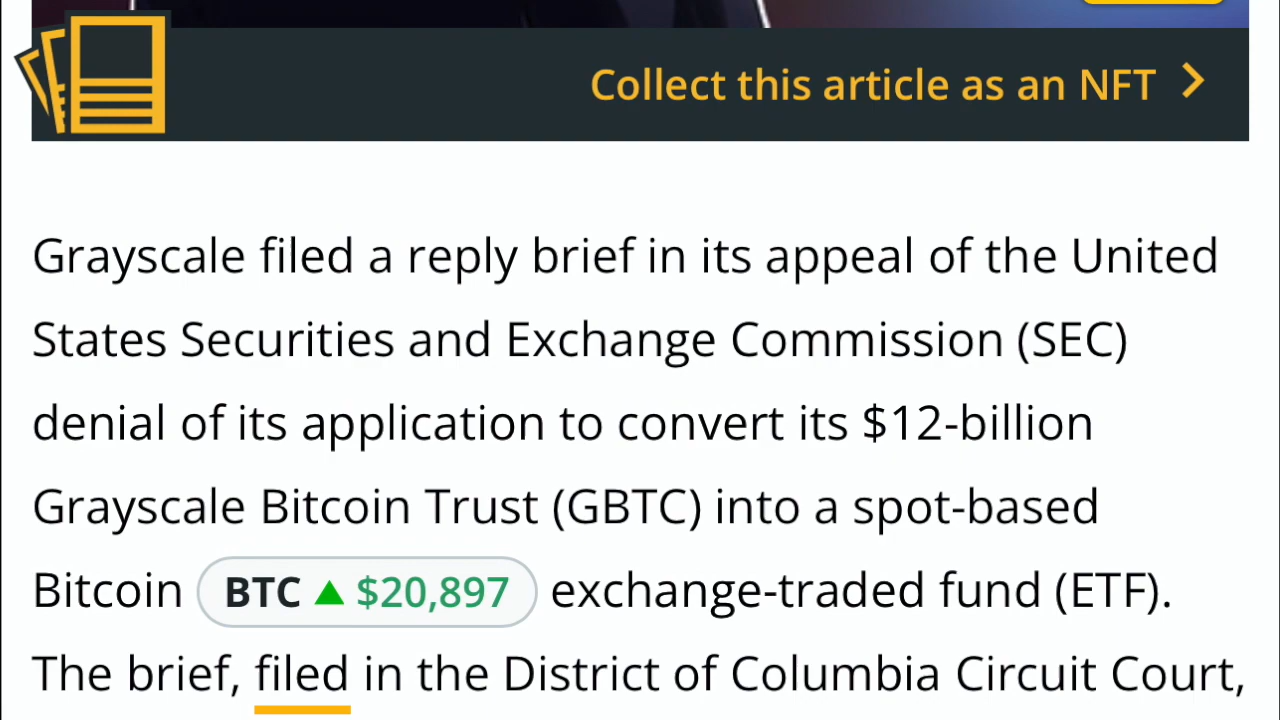 Collect this article as an NFT
Grayscale filed a reply brief in its appeal of the United
States Securities and Exchange Commission (SEC)
denial of its application to convert its $12-billion
Grayscale Bitcoin Trust (GBTC) into a spot-based
Bitcoin BTC ▲ $20,897 exchange-traded fund (ETF).
The brief, filed in the District of Columbia Circuit Court,